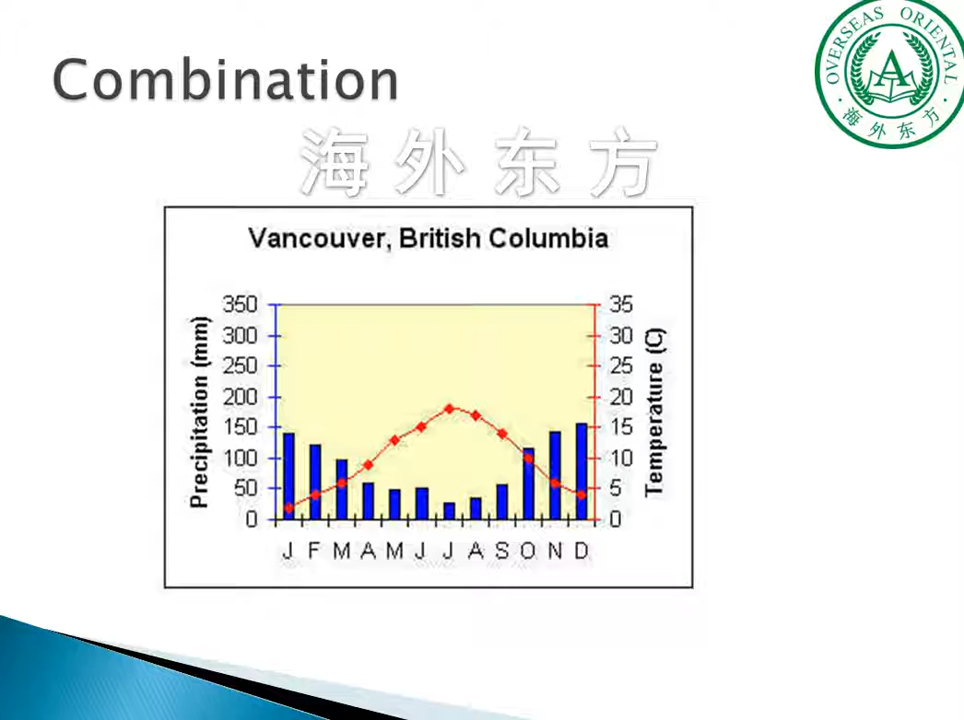 Combination
OVERSEAS ORIENTAL
·海外东方·
海外东方
Vancouver, British Columbia
Precipitation (mm)
350
300
250
200
150
100
50
0
35
30
25
20
15
10
5
0
Temperature (C)
J F M A M J J A S O N D